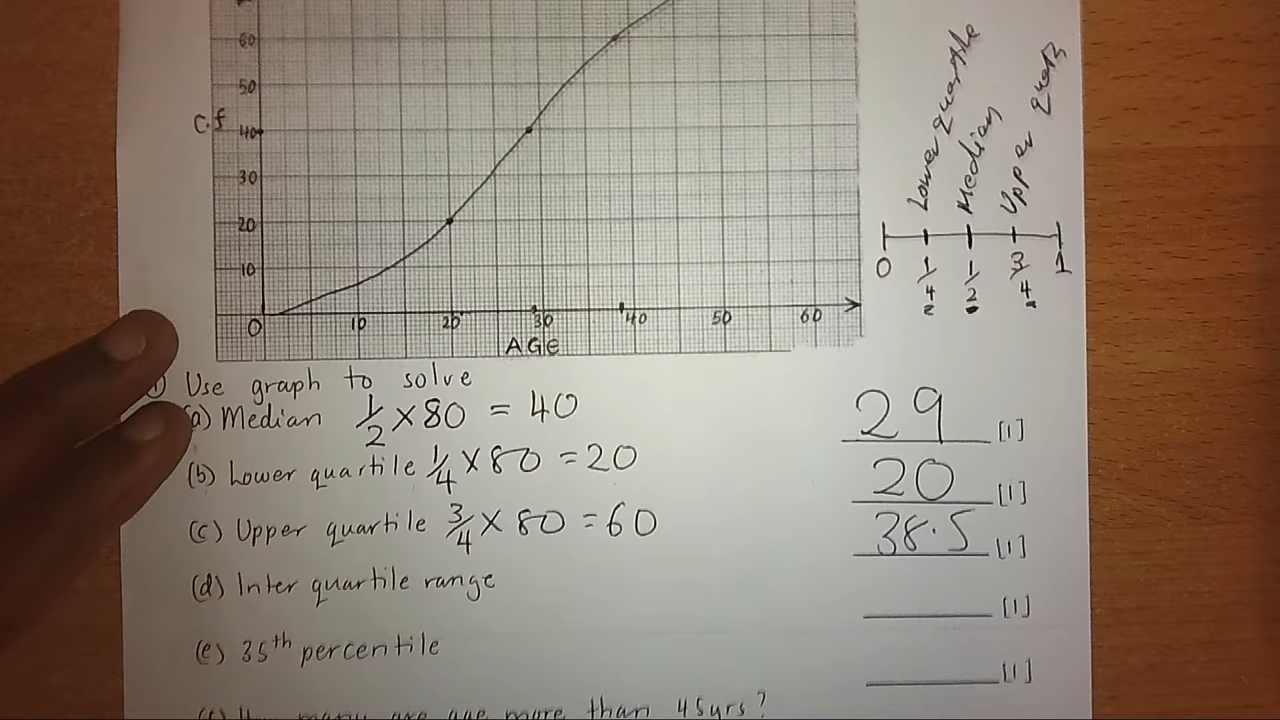 60
50
C.f 40
30
20
10
0 10 20 30 40 50 60
AGE
Lower quartile
Median
Upper
0 1/4 1/2 3/4 1
Use graph to solve
(a) Median 1/2 × 80 = 40 29 [1]
(b) Lower quartile 1/4 × 80 = 20 20 [1]
(c) Upper quartile 3/4 × 80 = 60 38.5 [1]
(d) Inter quartile range [1]
(e) 35th percentile [1]
many are age more than 45yrs?